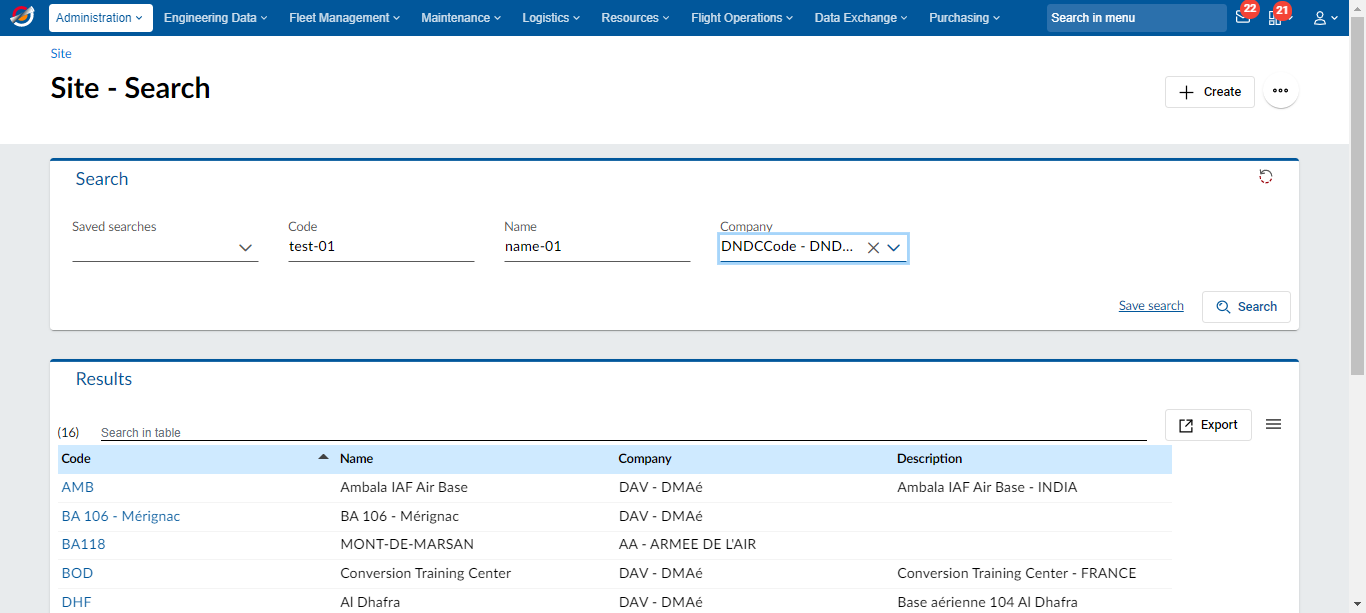 Administration Engineering Data Fleet Management Maintenance Logistics Resources Flight Operations Data Exchange Purchasing Search in menu 22 21
Site
Site - Search
Create
Search
Saved searches Code Name Company
test-01 name-01 DNDCCode - DND...
Save search Search
Results
(16) Search in table Export
Code Name Company Description
AMB Ambala IAF Air Base DAV - DMAé Ambala IAF Air Base - INDIA
BA 106 - Mérignac BA 106 - Mérignac DAV - DMAé
BA118 MONT-DE-MARSAN AA - ARMEE DE L'AIR
BOD Conversion Training Center DAV - DMAé Conversion Training Center - FRANCE
DHF Al Dhafra DAV - DMAé Base aérienne 104 Al Dhafra